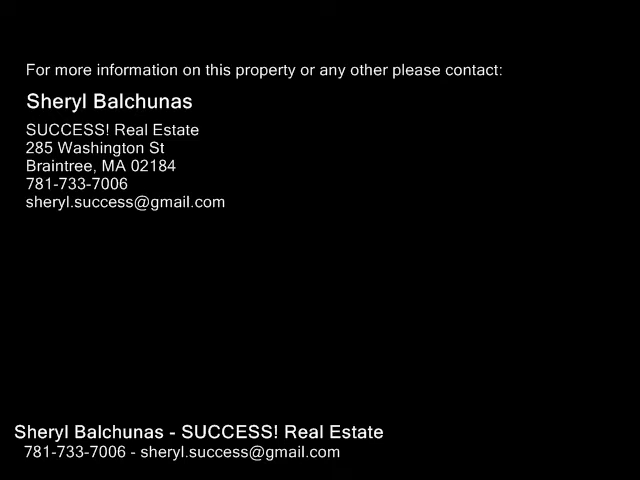 For more information on this property or any other please contact:
Sheryl Balchunas
SUCCESS! Real Estate
285 Washington St
Braintree, MA 02184
781-733-7006
sheryl.success@gmail.com
Sheryl Balchunas - SUCCESS! Real Estate
781-733-7006 - sheryl.success@gmail.com